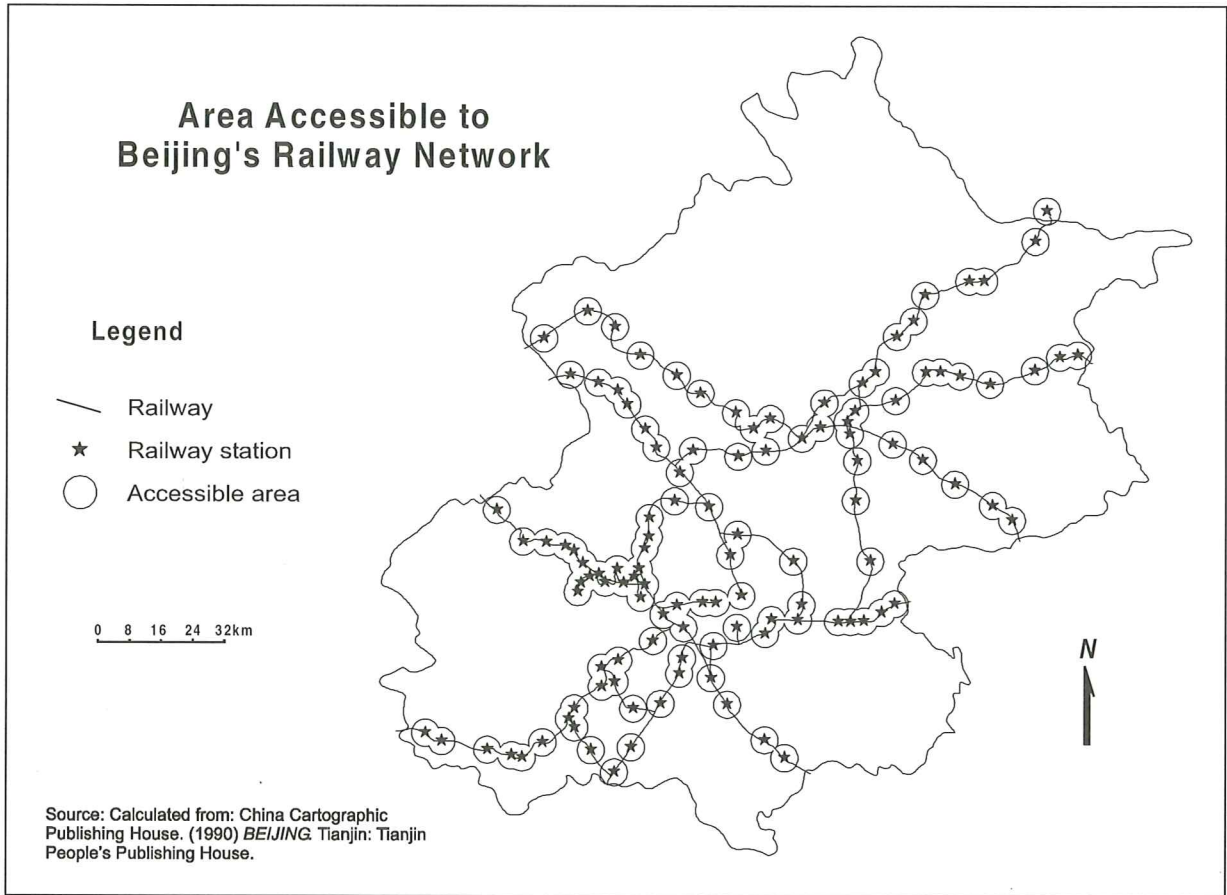 Area Accessible to
Beijing's Railway Network
Legend
Railway
Railway station
Accessible area
0 8 16 24 32km
N
Source: Calculated from: China Cartographic
Publishing House. (1990) BEIJING. Tianjin: Tianjin
People's Publishing House.